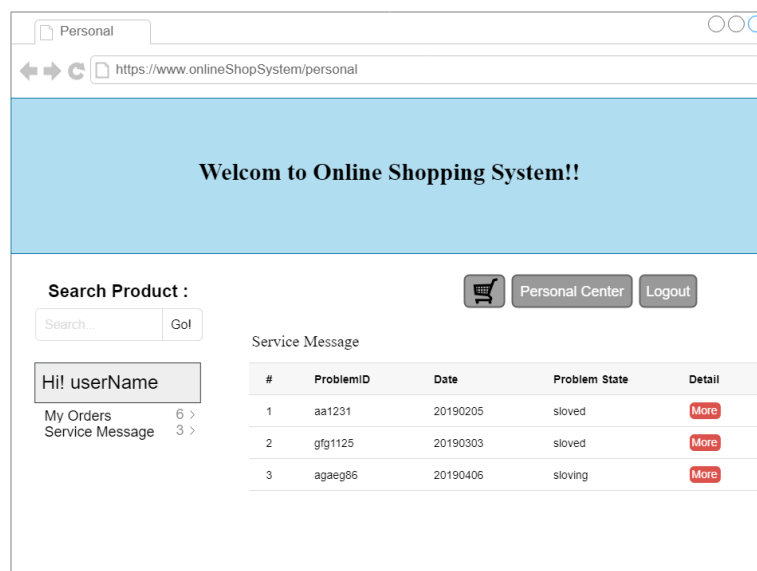 Personal
https://www.onlineShopSystem/personal
Welcom to Online Shopping System!!
Search Product :
Search...
Go!
Personal Center
Logout
Hi! userName
My Orders 6 >
Service Message 3 >
Service Message
# ProblemID Date Problem State Detail
1 aa1231 20190205 sloved More
2 gfg1125 20190303 sloved More
3 agaeg86 20190406 sloving More